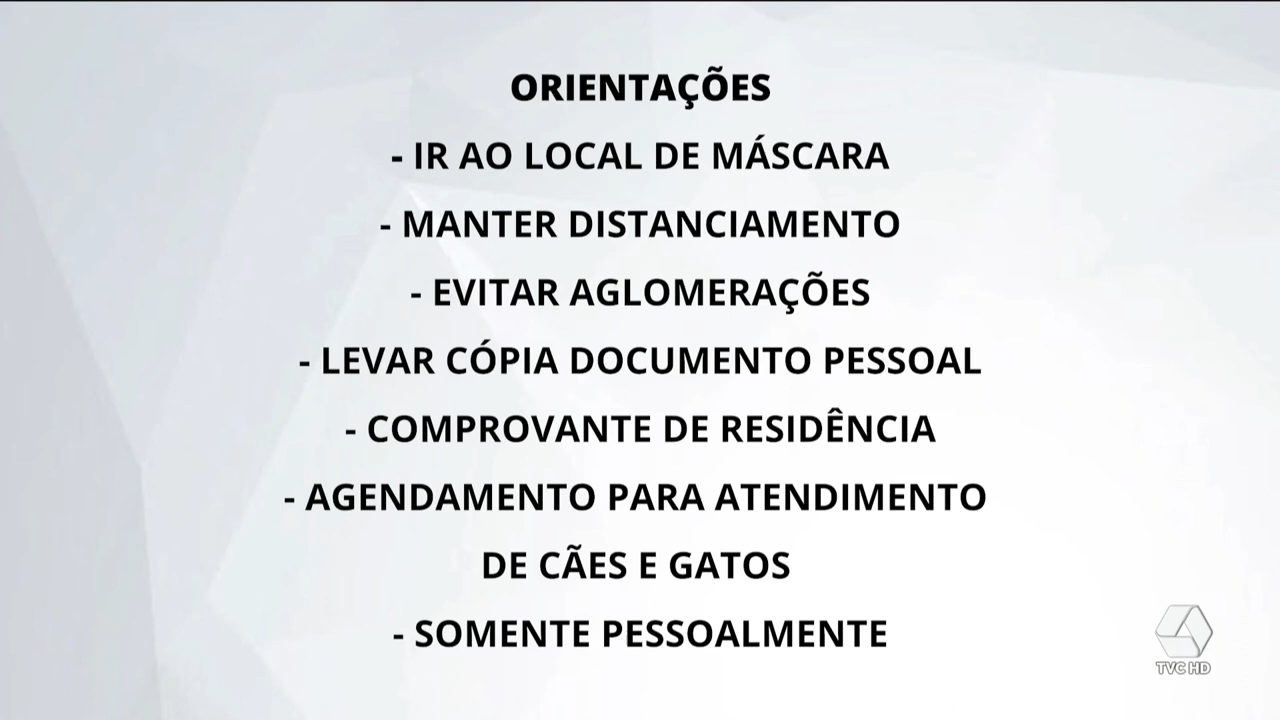 ORIENTAÇÕES
- IR AO LOCAL DE MÁSCARA
- MANTER DISTANCIAMENTO
- EVITAR AGLOMERAÇÕES
- LEVAR CÓPIA DOCUMENTO PESSOAL
- COMPROVANTE DE RESIDÊNCIA
- AGENDAMENTO PARA ATENDIMENTO
DE CÃES E GATOS
- SOMENTE PESSOALMENTE
TVC HD